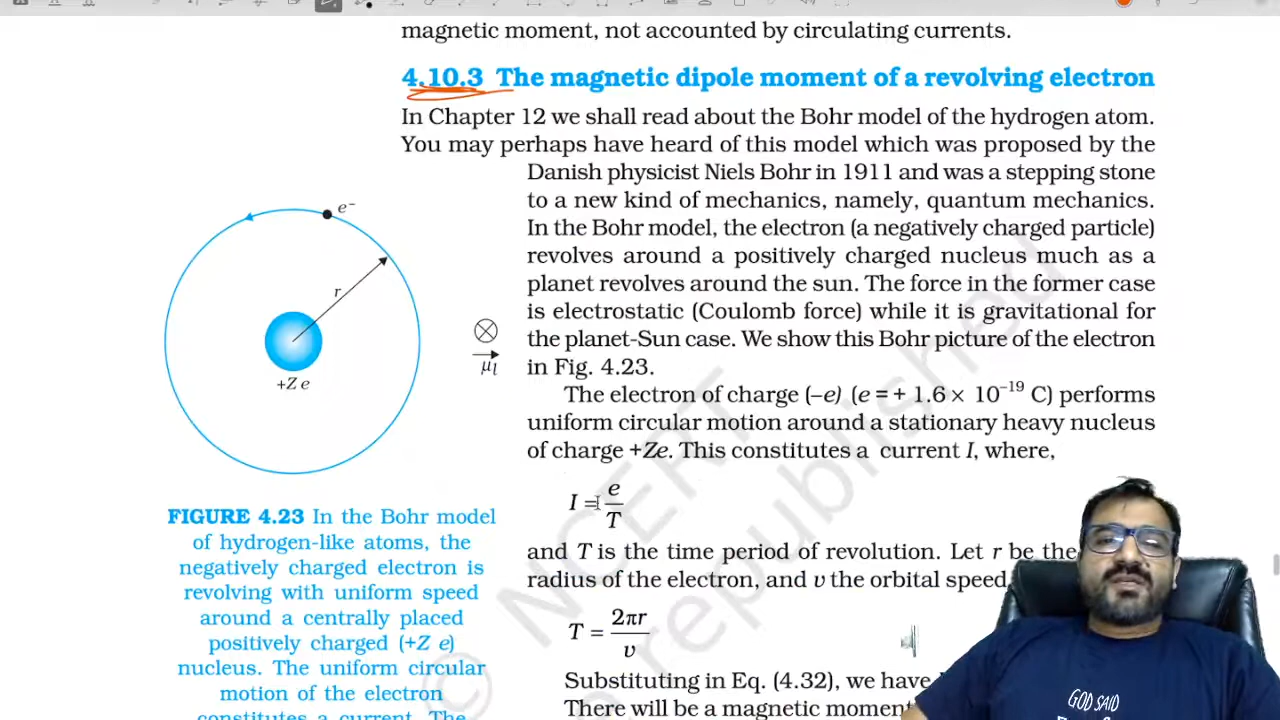 magnetic moment, not accounted by circulating currents.
4.10.3 The magnetic dipole moment of a revolving electron
In Chapter 12 we shall read about the Bohr model of the hydrogen atom.
You may perhaps have heard of this model which was proposed by the
Danish physicist Niels Bohr in 1911 and was a stepping stone
to a new kind of mechanics, namely, quantum mechanics.
In the Bohr model, the electron (a negatively charged particle)
revolves around a positively charged nucleus much as a
planet revolves around the sun. The force in the former case
is electrostatic (Coulomb force) while it is gravitational for
the planet-Sun case. We show this Bohr picture of the electron
in Fig. 4.23.
The electron of charge (–e) (e = + 1.6 × 10⁻¹⁹ C) performs
uniform circular motion around a stationary heavy nucleus
of charge +Ze. This constitutes a current I, where,
I = e/T
and T is the time period of revolution. Let r be the
radius of the electron, and v the orbital speed
T = 2πr/v
Substituting in Eq. (4.32), we have
There will be a magnetic moment
e⁻
r
+Z e
μₗ
FIGURE 4.23 In the Bohr model
of hydrogen-like atoms, the
negatively charged electron is
revolving with uniform speed
around a centrally placed
positively charged (+Z e)
nucleus. The uniform circular
motion of the electron
constitutes a current. The
© NCERT
republished
GOD SAID